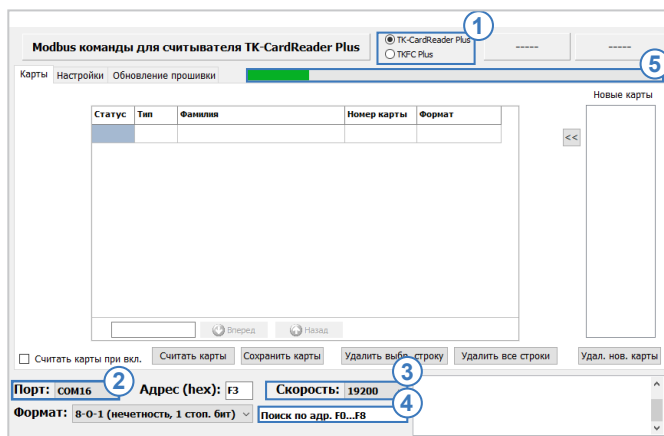 1
Modbus команды для считывателя TK-CardReader Plus
TK-CardReader Plus
TKFC Plus
-----
-----
5
Карты Настройки Обновление прошивки
Новые карты
Статус Тип Фамилия Номер карты Формат
<<
Вперед Назад
Считать карты при вкл. Считать карты Сохранить карты Удалить выбр. строку Удалить все строки Удал. нов. карты
3
Порт: COM16 2 Адрес (hex): F3 Скорость: 19200
4
Формат: 8-O-1 (нечетность, 1 стоп. бит) Поиск по адр. F0...F8